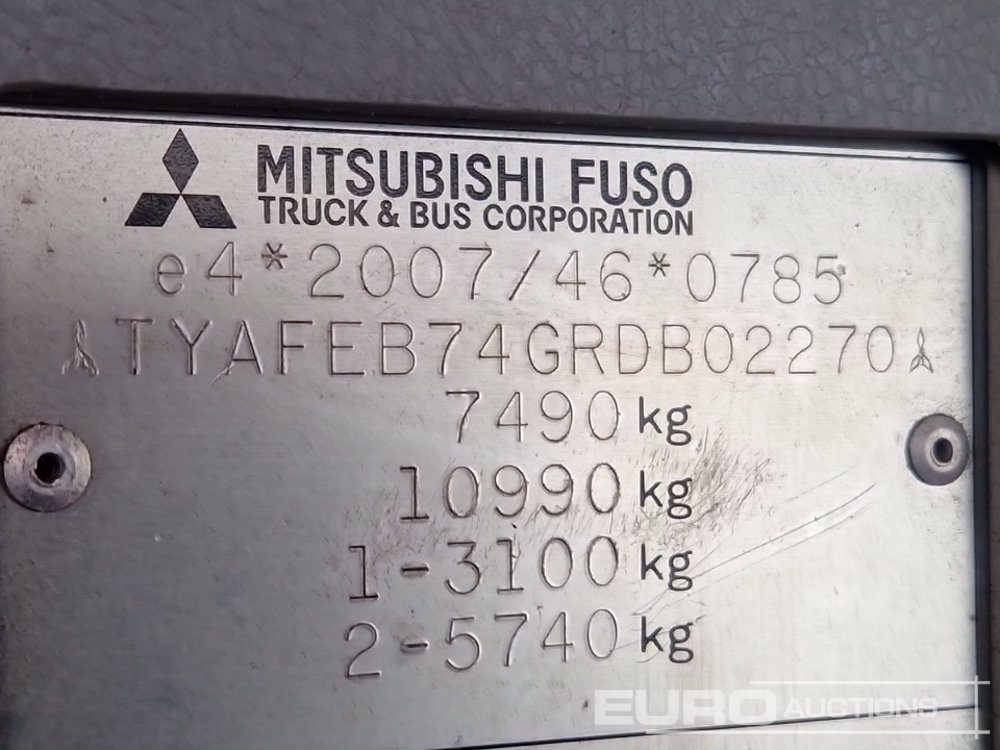 MITSUBISHI FUSO
TRUCK & BUS CORPORATION
e4*2007/46*0785
TYAFEB74GRDB02270
7490 kg
10990 kg
1-3100 kg
2-5740 kg
EURO AUCTIONS